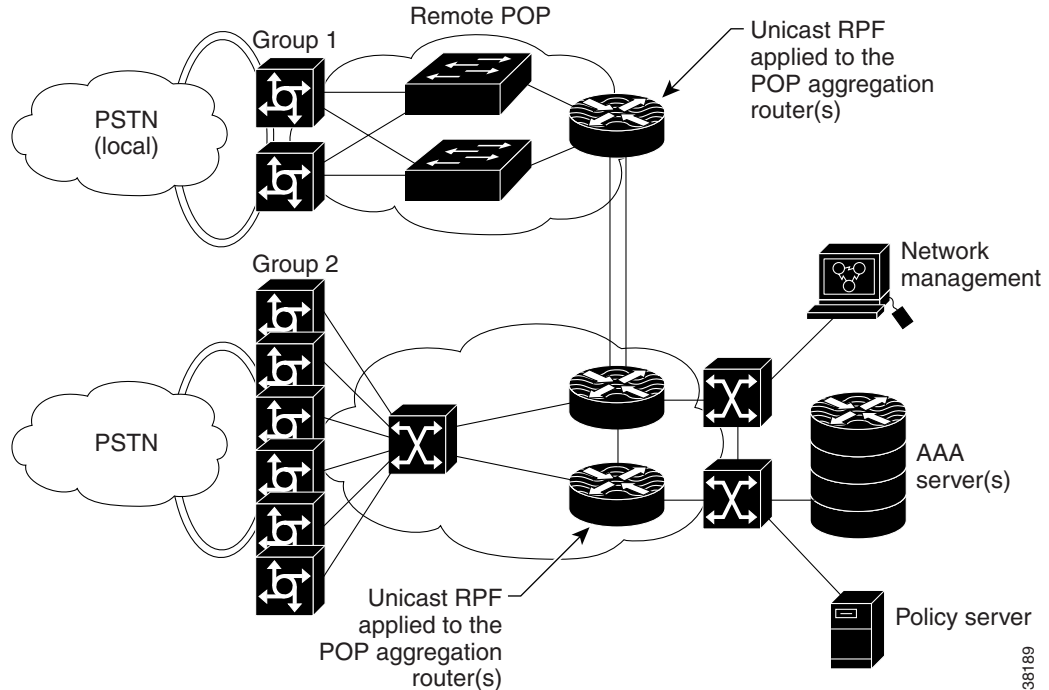 Remote POP
Group 1
Unicast RPF
applied to the
POP aggregation
router(s)
PSTN
(local)
Group 2
Network
management
PSTN
AAA
server(s)
Unicast RPF
applied to the
POP aggregation
router(s)
Policy server
38189